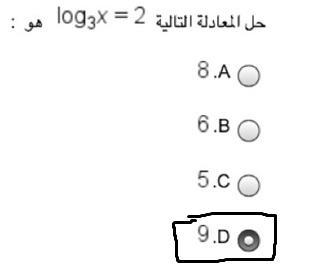 حل المعادلة التالية log₃x = 2 هو :
8.A
6.B
5.C
9.D